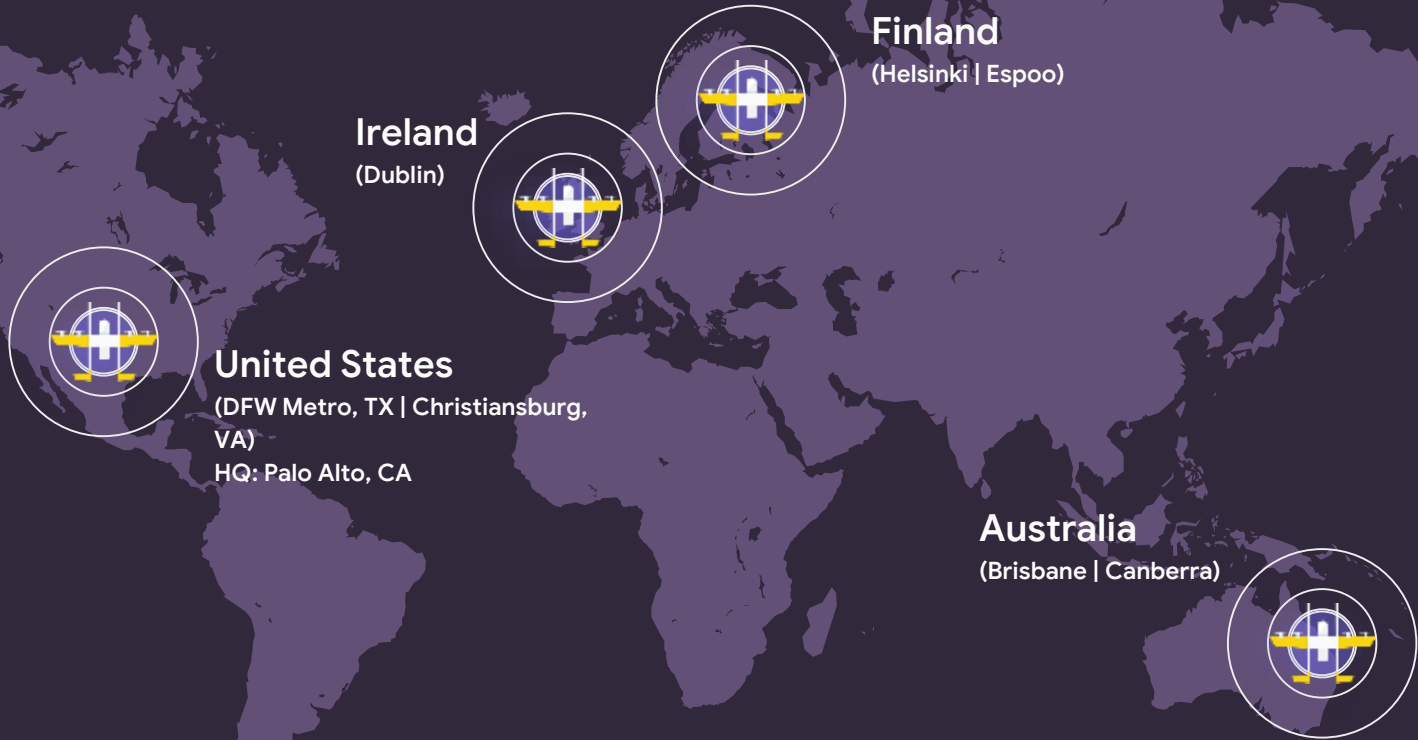 Finland
(Helsinki | Espoo)
Ireland
(Dublin)
United States
(DFW Metro, TX | Christiansburg,
VA)
HQ: Palo Alto, CA
Australia
(Brisbane | Canberra)